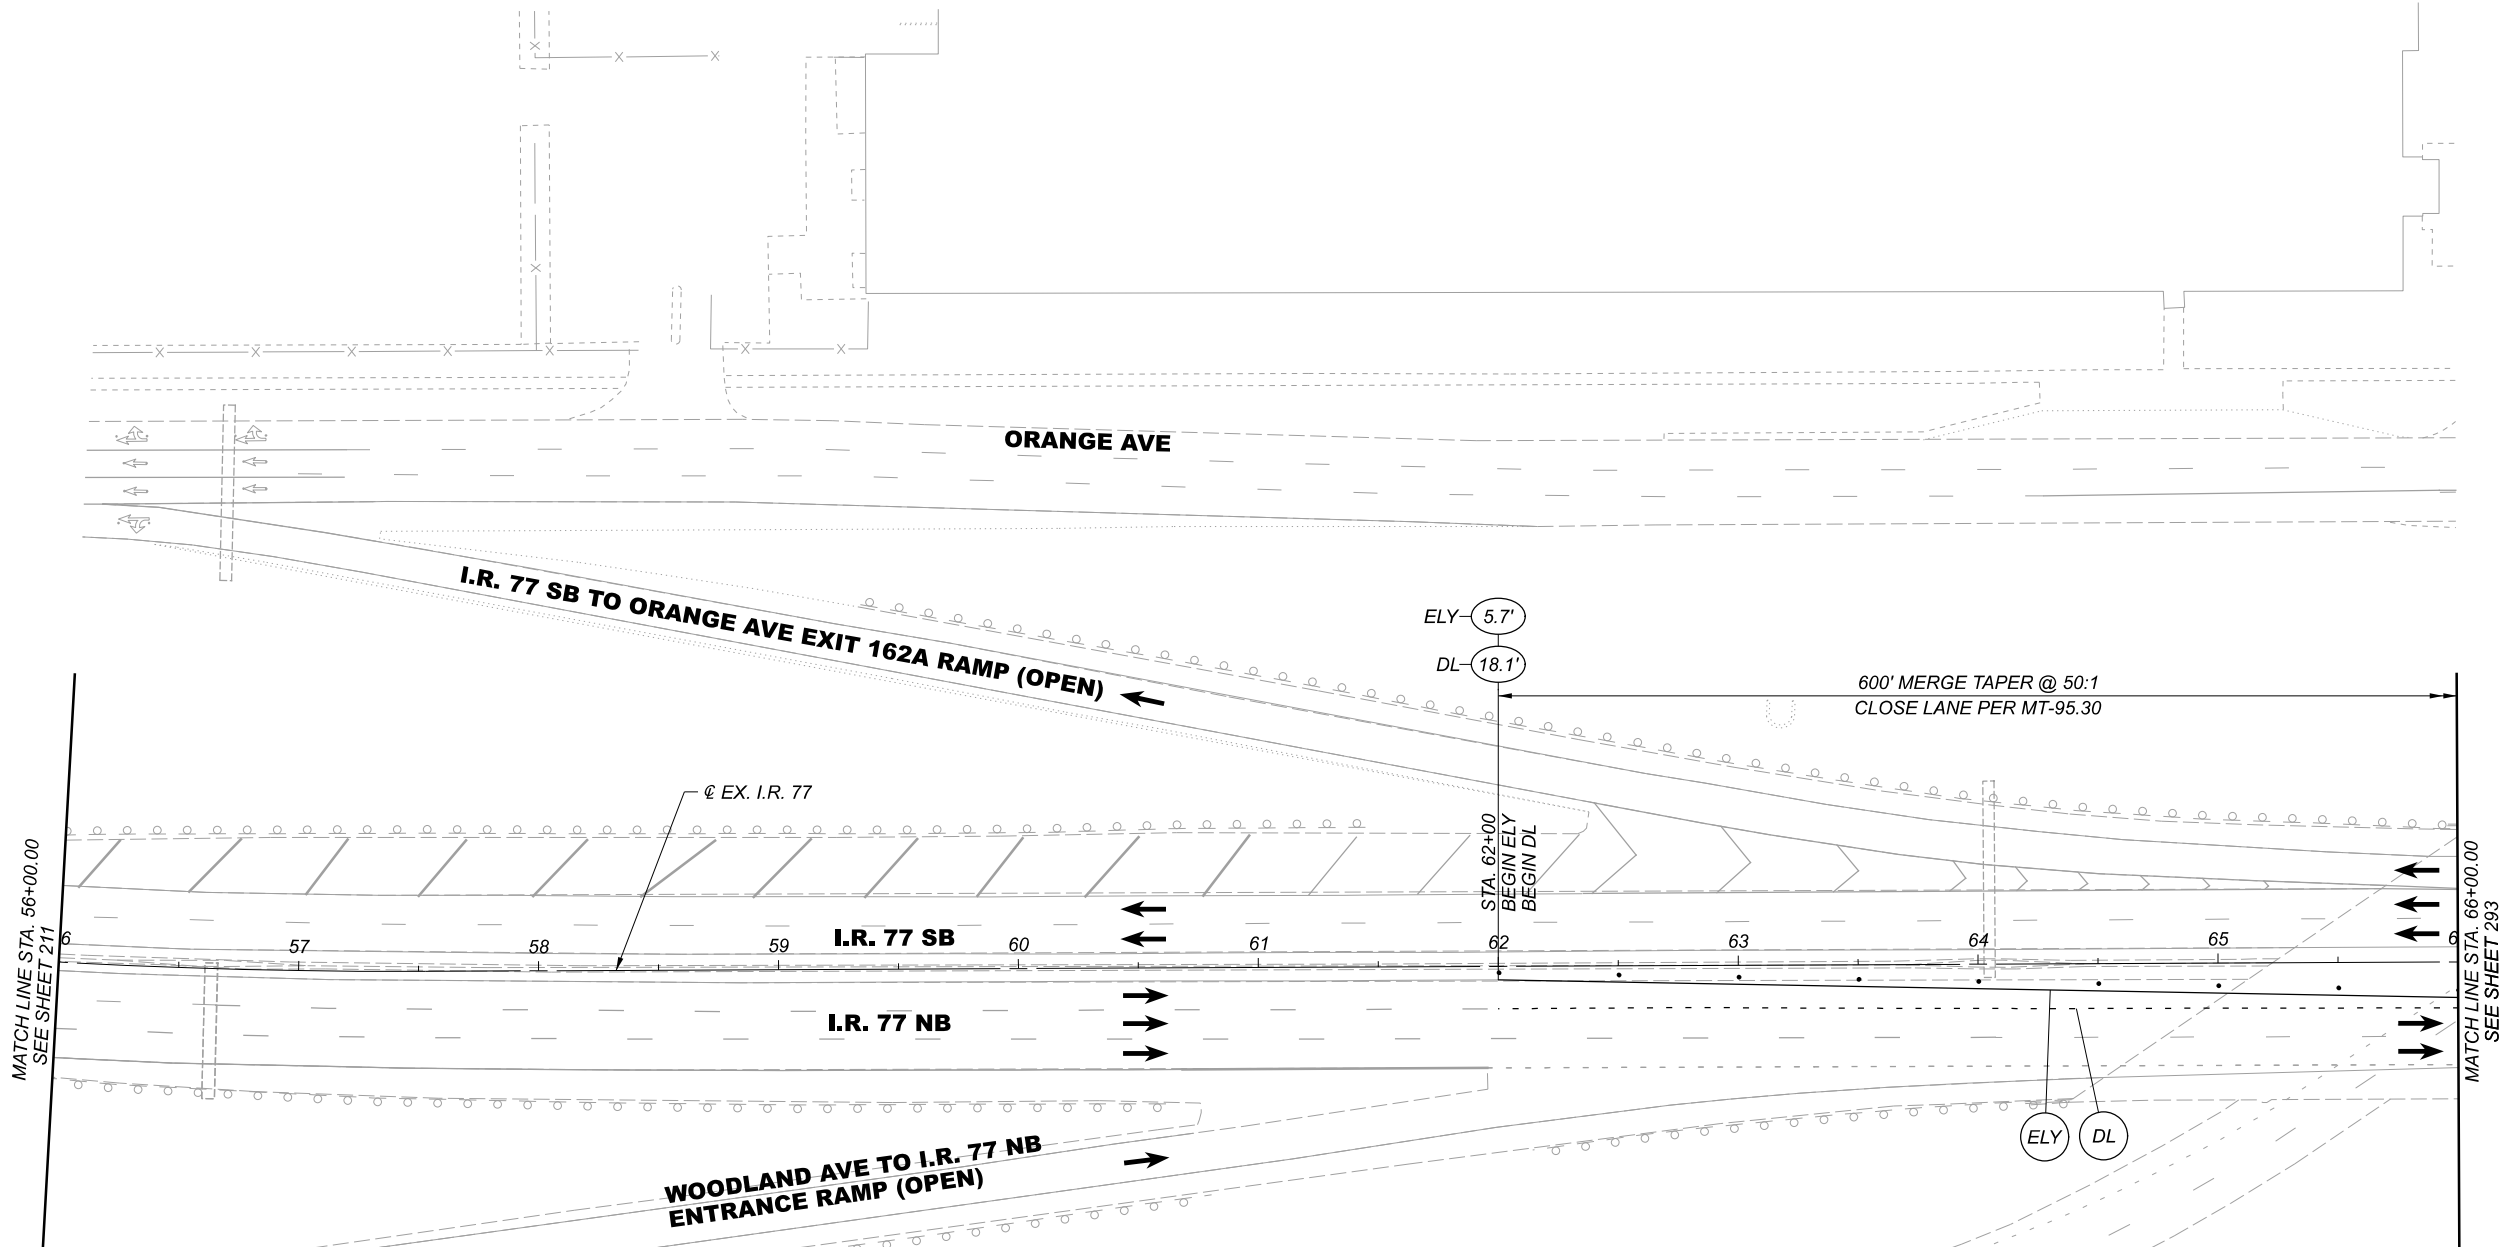 ORANGE AVE
I.R. 77 SB TO ORANGE AVE EXIT 162A RAMP (OPEN)
ELY
5.7'
DL
18.1'
600' MERGE TAPER @ 50:1
CLOSE LANE PER MT-95.30
℄ EX. I.R. 77
STA. 62+00
BEGIN ELY
BEGIN DL
MATCH LINE STA. 56+00.00
SEE SHEET 211
6
57
58
59
60
61
62
63
64
65
6
I.R. 77 SB
I.R. 77 NB
MATCH LINE STA. 66+00.00
SEE SHEET 293
ELY
DL
WOODLAND AVE TO I.R. 77 NB
ENTRANCE RAMP (OPEN)